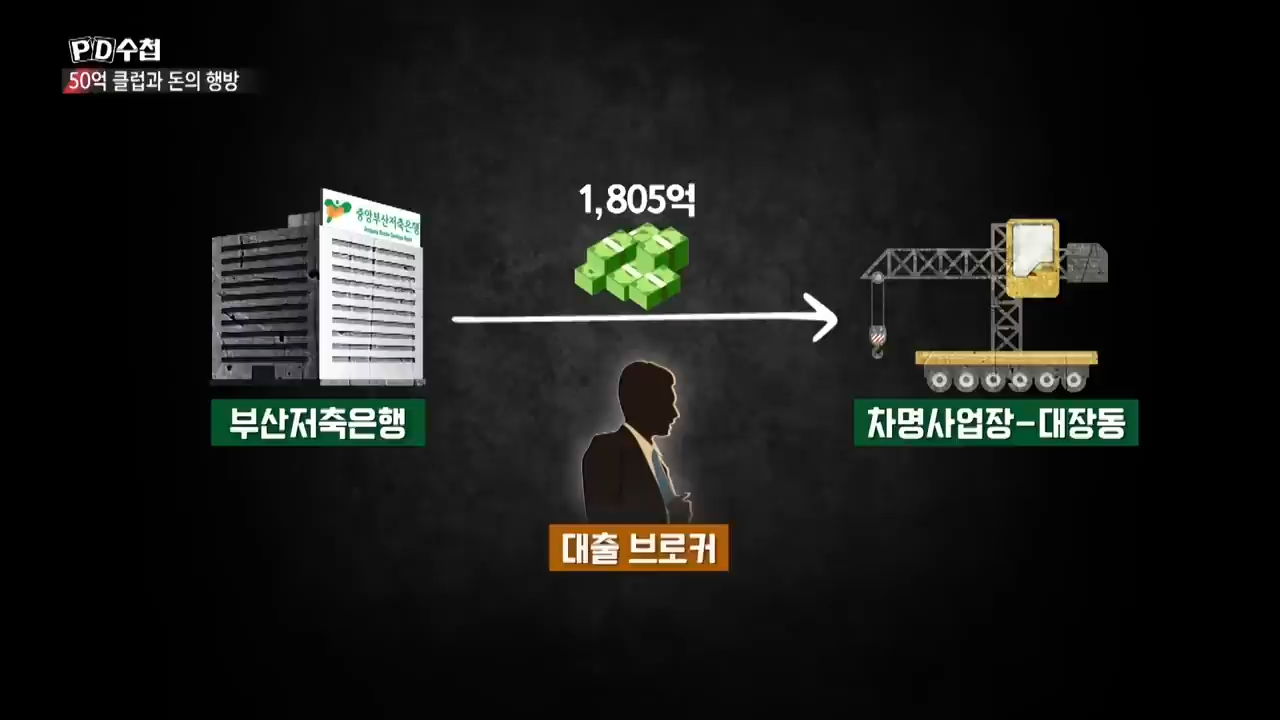 PD수첩
50억 클럽과 돈의 행방
1,805억
중앙부산저축은행
부산저축은행
차명사업장-대장동
대출 브로커